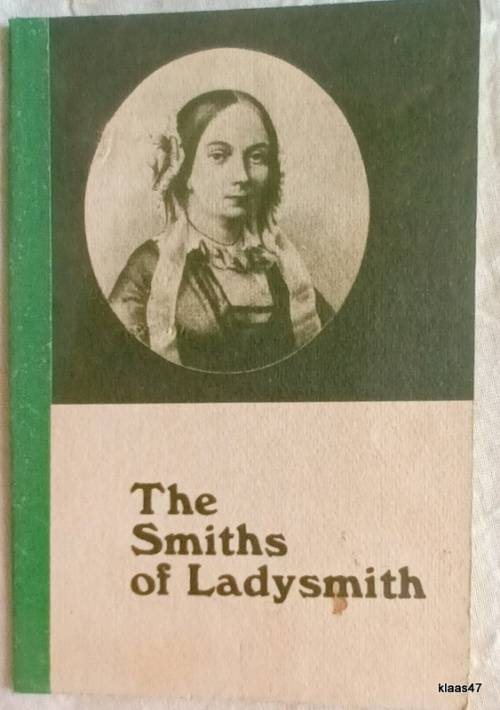 The
Smiths
of Ladysmith
klaas47